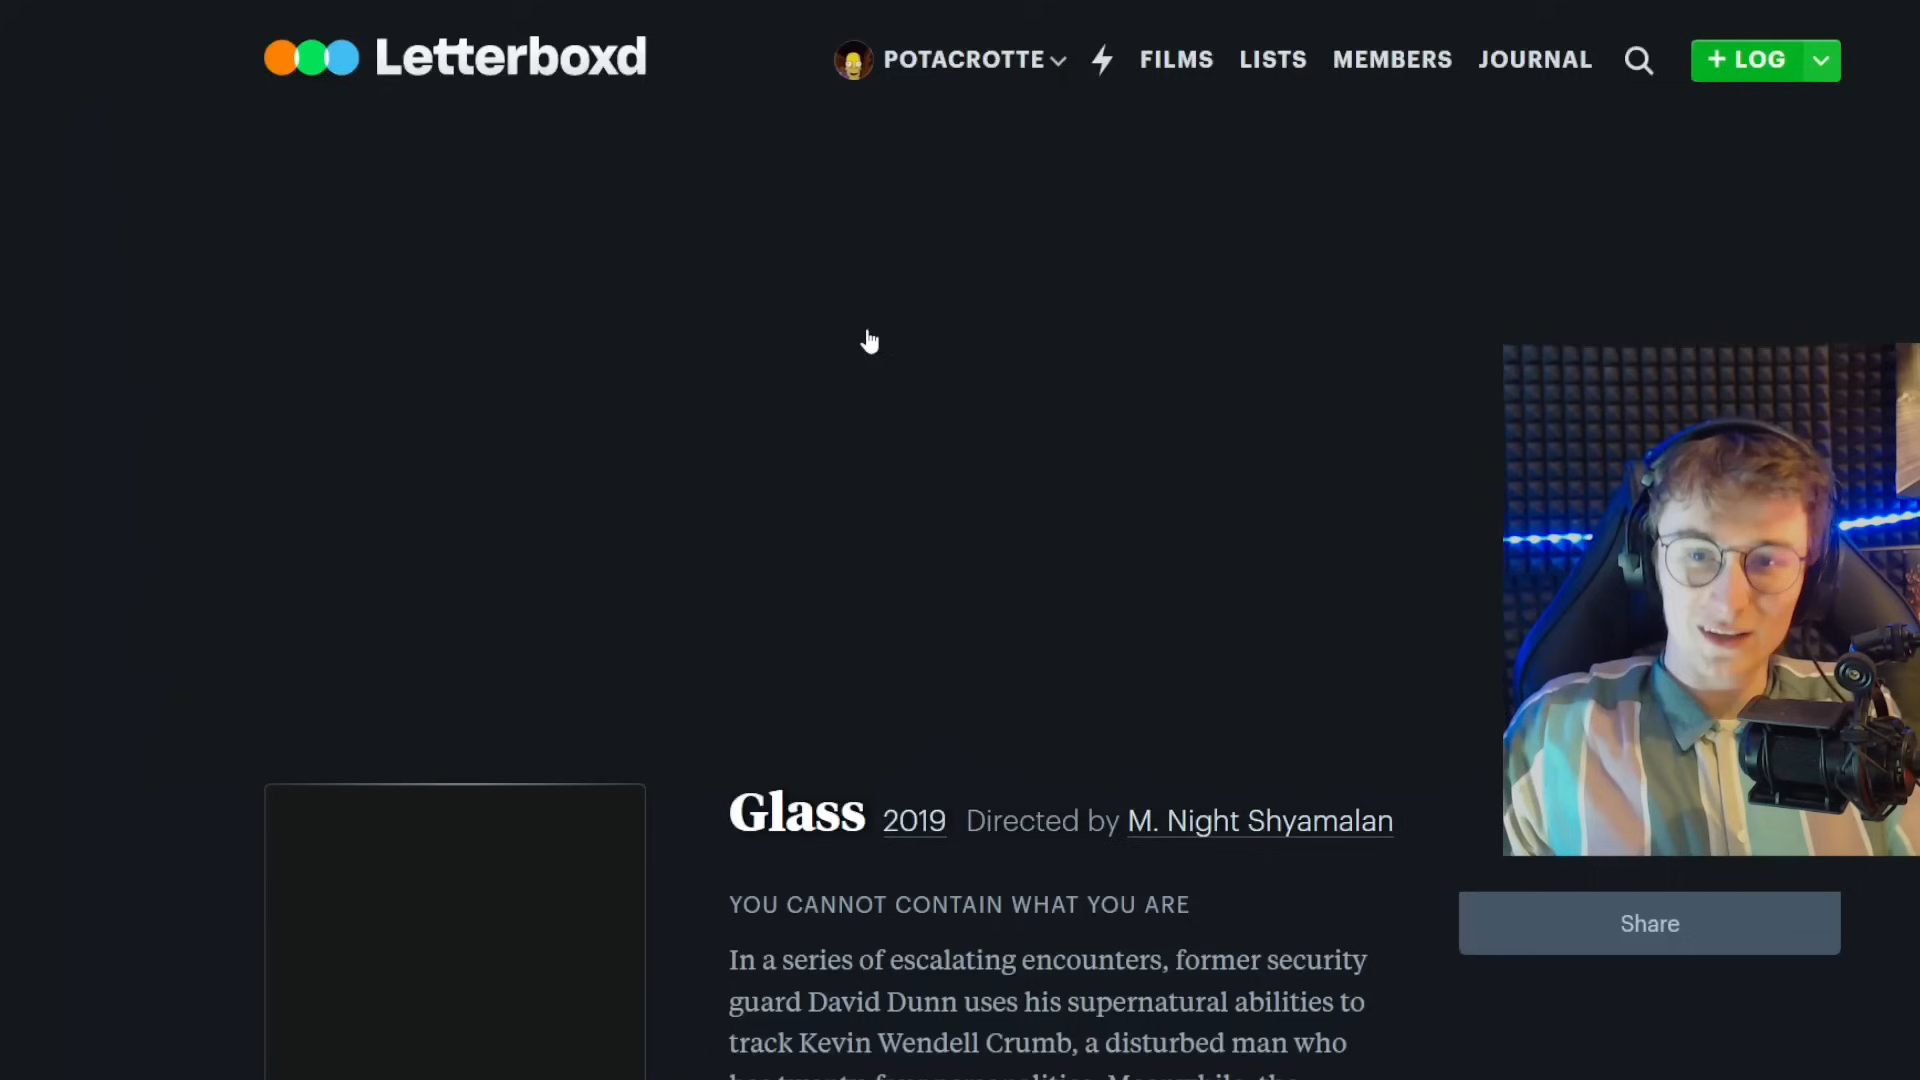 Letterboxd
POTACROTTE
FILMS
LISTS
MEMBERS
JOURNAL
+ LOG
Glass 2019 Directed by M. Night Shyamalan
YOU CANNOT CONTAIN WHAT YOU ARE
Share
In a series of escalating encounters, former security
guard David Dunn uses his supernatural abilities to
track Kevin Wendell Crumb, a disturbed man who